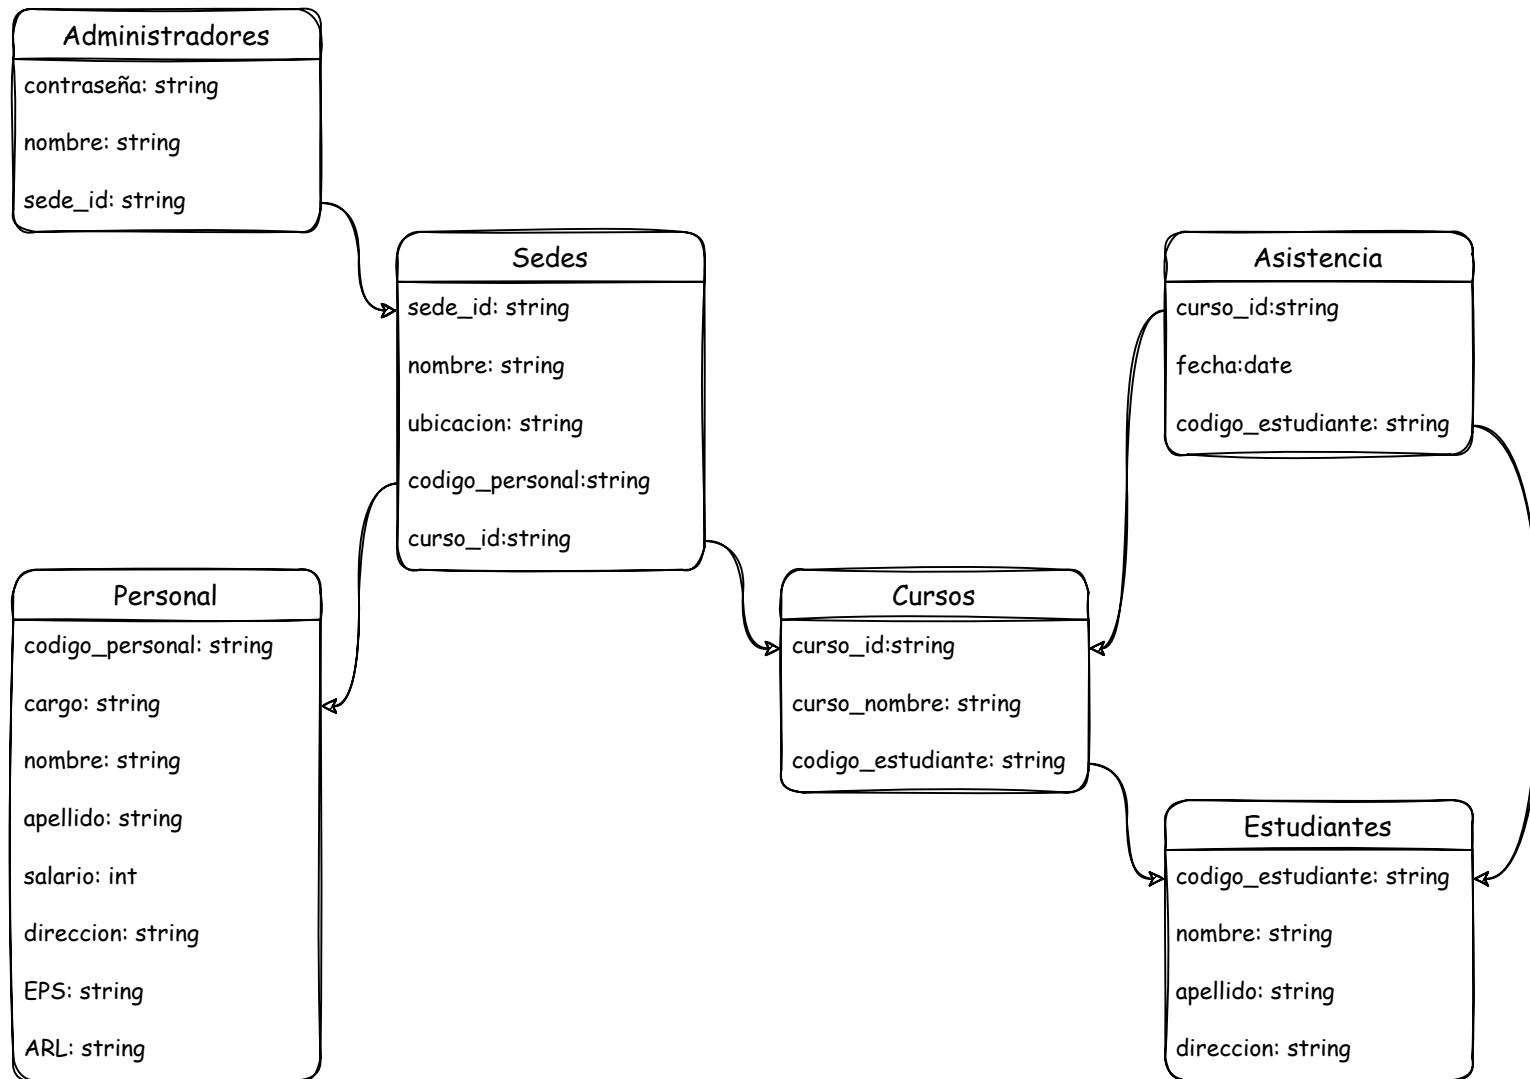 Administradores
contraseña: string
nombre: string
sede_id: string
Sedes
sede_id: string
nombre: string
ubicacion: string
codigo_personal:string
curso_id:string
Asistencia
curso_id:string
fecha:date
codigo_estudiante: string
Personal
codigo_personal: string
cargo: string
nombre: string
apellido: string
salario: int
direccion: string
EPS: string
ARL: string
Cursos
curso_id:string
curso_nombre: string
codigo_estudiante: string
Estudiantes
codigo_estudiante: string
nombre: string
apellido: string
direccion: string